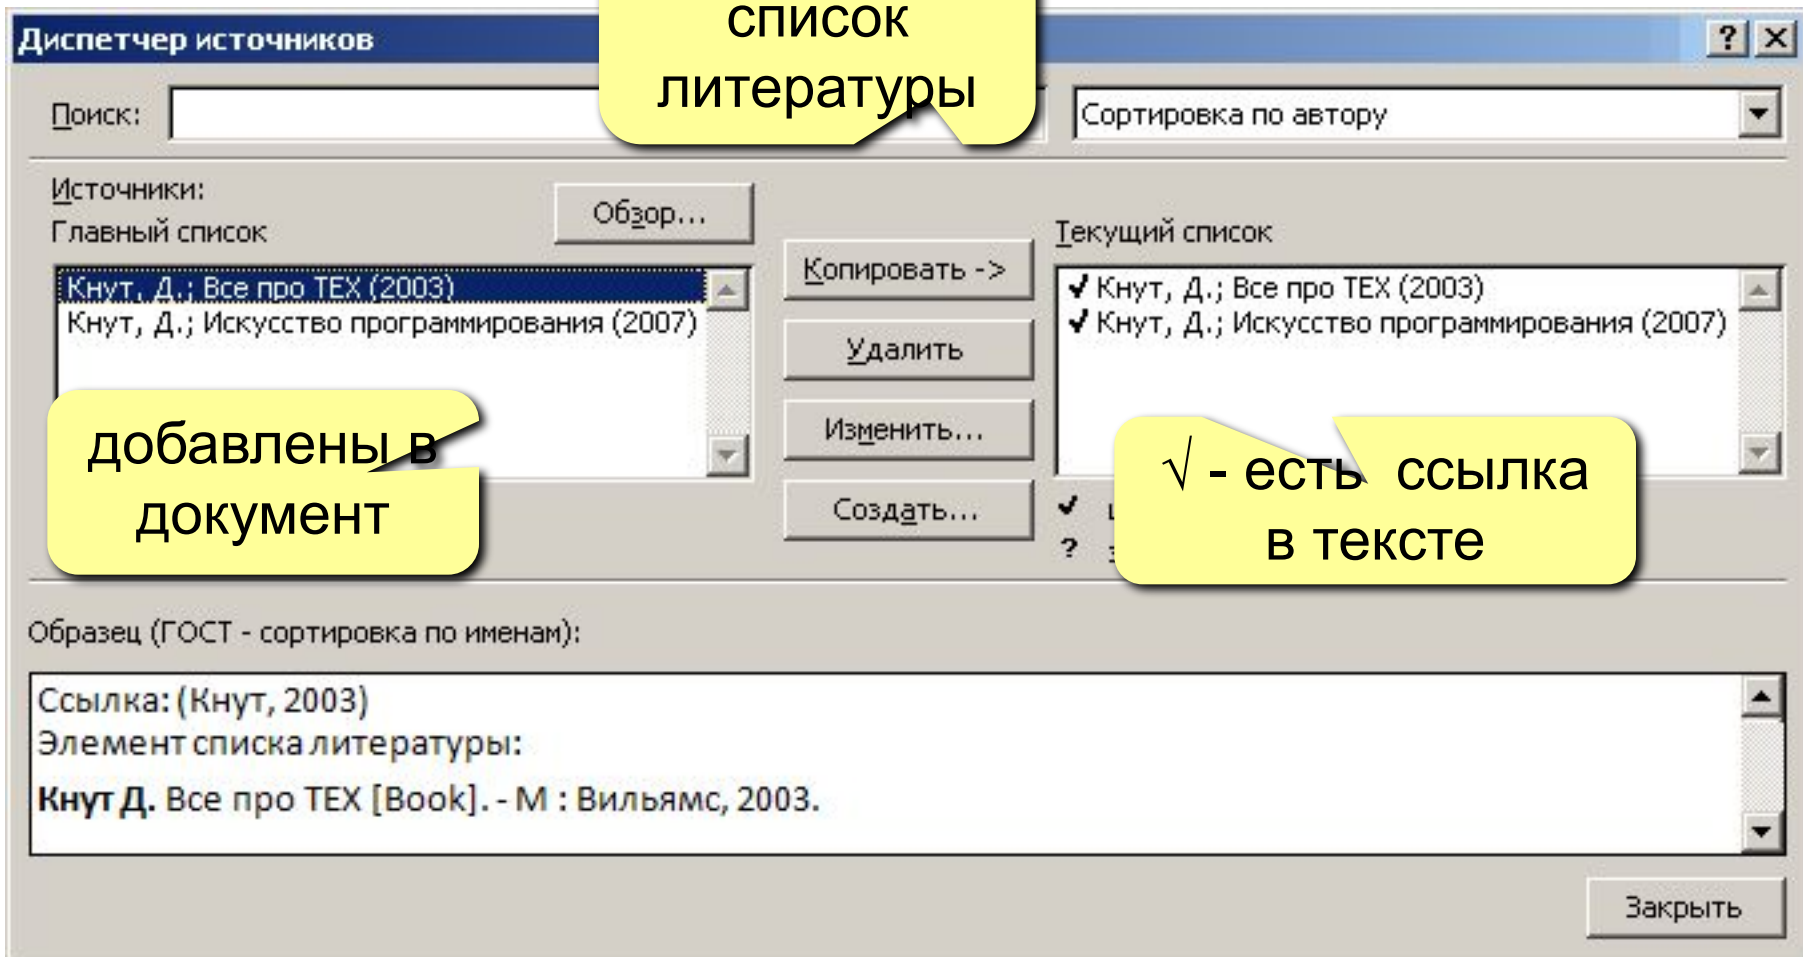 список
литературы
Диспетчер источников
Поиск:
Сортировка по автору
Источники:
Главный список
Обзор...
Текущий список
Кнут, Д.; Все про TEX (2003)
Кнут, Д.; Искусство программирования (2007)
Копировать ->
Удалить
Изменить...
Создать...
✔ Кнут, Д.; Все про TEX (2003)
✔ Кнут, Д.; Искусство программирования (2007)
добавлены в
документ
√ - есть ссылка
в тексте
✔
?
Образец (ГОСТ - сортировка по именам):
Ссылка: (Кнут, 2003)
Элемент списка литературы:
Кнут Д. Все про TEX [Book]. - М : Вильямс, 2003.
Закрыть